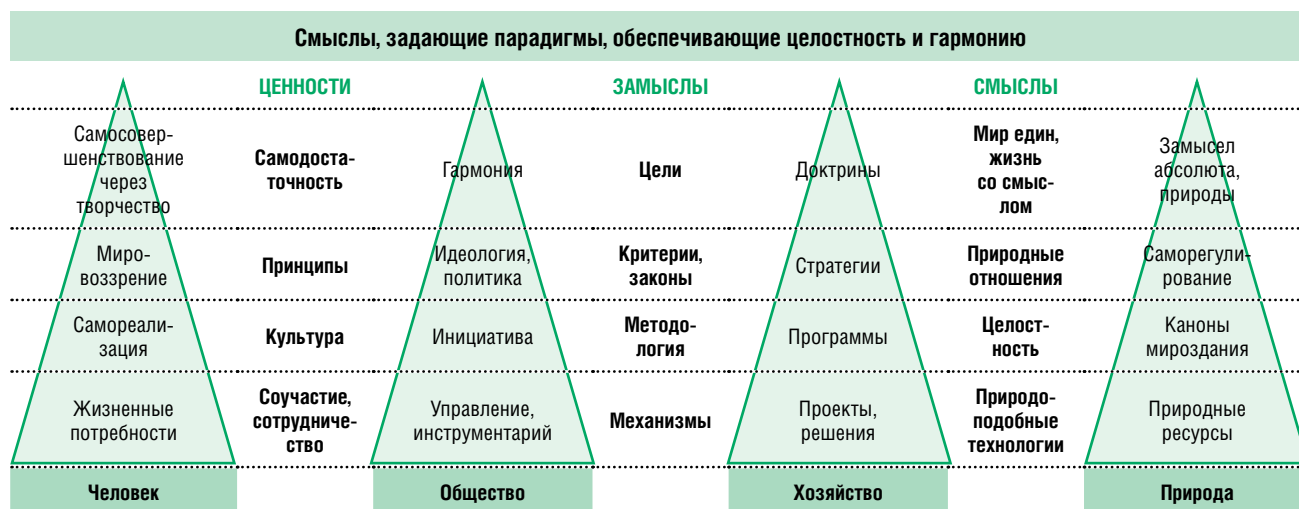 Смыслы, задающие парадигмы, обеспечивающие целостность и гармонию
ЦЕННОСТИ
ЗАМЫСЛЫ
СМЫСЛЫ
Самосовер-
шенствование
через
творчество
Самодоста-
точность
Гармония
Цели
Доктрины
Мир един,
жизнь
со смыс-
лом
Замысел
абсолюта,
природы
Миро-
воззрение
Принципы
Идеология,
политика
Критерии,
законы
Стратегии
Природные
отношения
Саморегули-
рование
Самореали-
зация
Культура
Инициатива
Методо-
логия
Программы
Целост-
ность
Каноны
мироздания
Жизненные
потребности
Соучастие,
сотрудниче-
ство
Управление,
инструментарий
Механизмы
Проекты,
решения
Природо-
подобные
технологии
Природные
ресурсы
Человек
Общество
Хозяйство
Природа